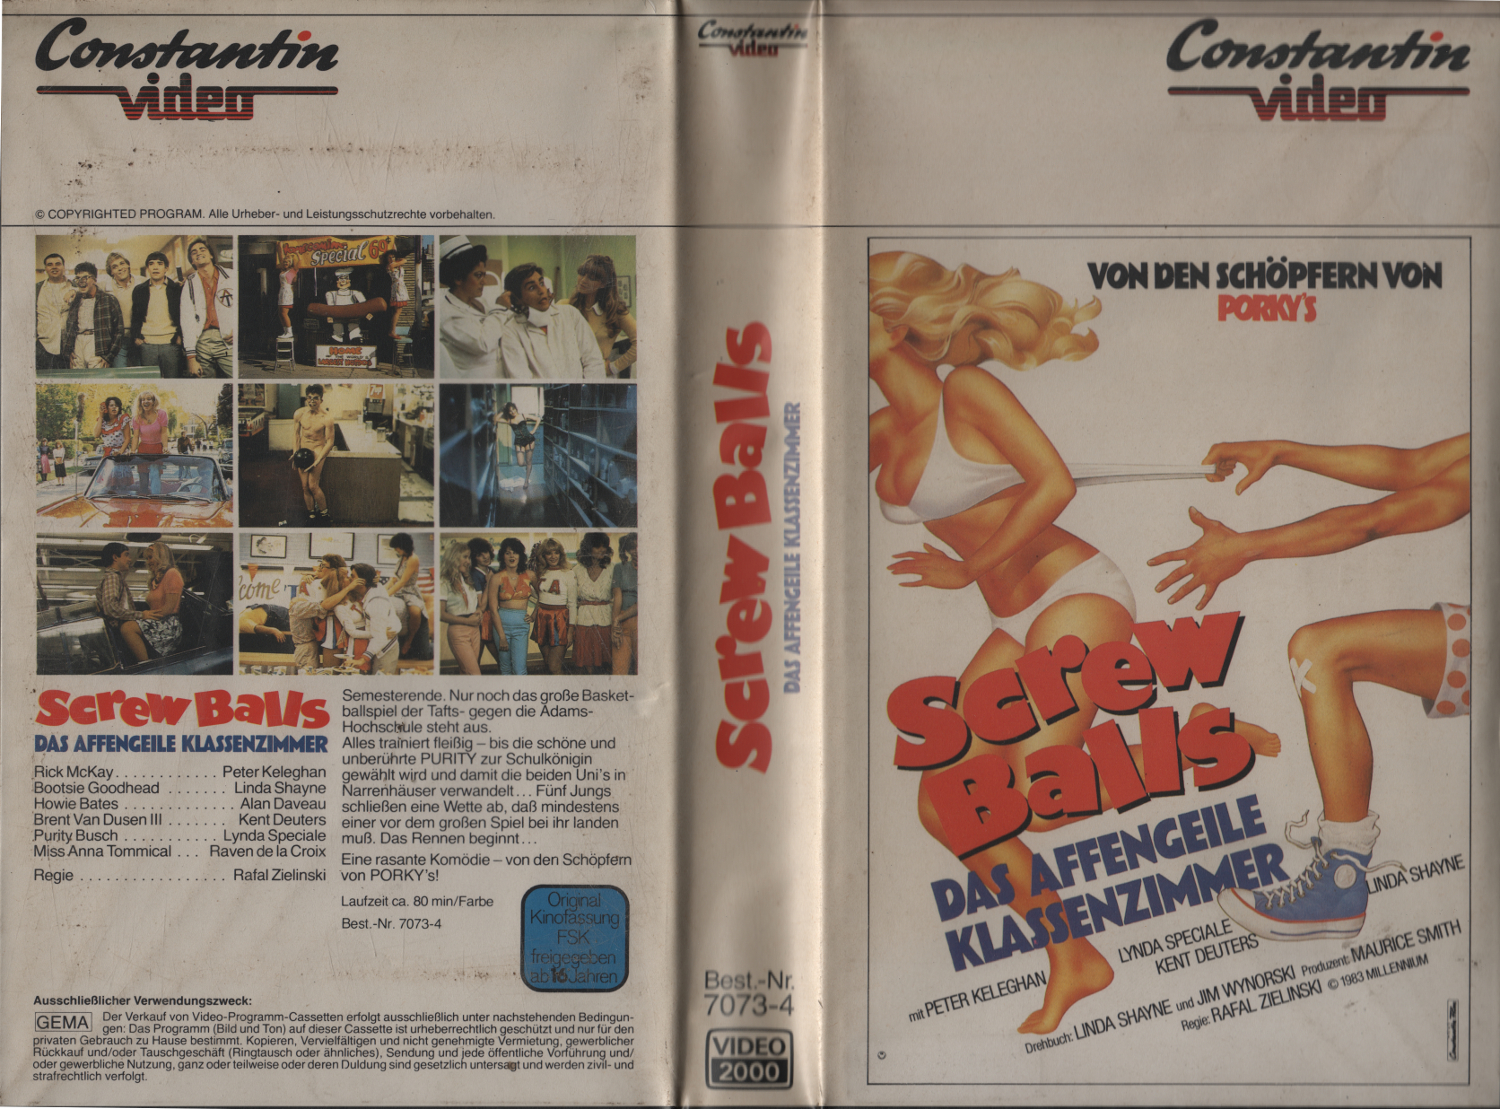 Constantin
video
© COPYRIGHTED PROGRAM. Alle Urheber- und Leistungsschutzrechte vorbehalten.
Special 60¢
come
Screw Balls
DAS AFFENGEILE KLASSENZIMMER
Rick McKay . . . . . . . . . . . . Peter Keleghan
Bootsie Goodhead . . . . . . . Linda Shayne
Howie Bates . . . . . . . . . . . . . Alan Daveau
Brent Van Dusen III . . . . . . . Kent Deuters
Purity Busch . . . . . . . . . . . Lynda Speciale
Miss Anna Tommical . . . Raven de la Croix
Regie . . . . . . . . . . . . . . . . . Rafal Zielinski
Semesterende. Nur noch das große Basket-
ballspiel der Tafts- gegen die Adams-
Hochschule steht aus.
Alles trainiert fleißig – bis die schöne und
unberührte PURITY zur Schulkönigin
gewählt wird und damit die beiden Uni's in
Narrenhäuser verwandelt . . . Fünf Jungs
schließen eine Wette ab, daß mindestens
einer vor dem großen Spiel bei ihr landen
muß. Das Rennen beginnt . . .
Eine rasante Komödie – von den Schöpfern
von PORKY's!
Laufzeit ca. 80 min/Farbe
Best.-Nr. 7073-4
Original
Kinofassung
FSK
freigegeben
ab 16 Jahren
Ausschließlicher Verwendungszweck:
GEMA Der Verkauf von Video-Programm-Cassetten erfolgt ausschließlich unter nachstehenden Bedingun-
gen: Das Programm (Bild und Ton) auf dieser Cassette ist urheberrechtlich geschützt und nur für den
privaten Gebrauch zu Hause bestimmt. Kopieren, Vervielfältigen und nicht genehmigte Vermietung, gewerblicher
Rückkauf und/oder Tauschgeschäft (Ringtausch oder ähnliches), Sendung und jede öffentliche Vorführung und/
oder gewerbliche Nutzung, ganz oder teilweise oder deren Duldung sind gesetzlich untersagt und werden zivil- und
strafrechtlich verfolgt.
Constantin
video
Screw Balls
DAS AFFENGEILE KLASSENZIMMER
Best.-Nr.
7073-4
VIDEO
2000
Constantin
video
VON DEN SCHÖPFERN VON
PORKY'S
Screw
Balls
DAS AFFENGEILE
KLASSENZIMMER
mit PETER KELEGHAN
LYNDA SPECIALE
KENT DEUTERS
LINDA SHAYNE
Drehbuch: LINDA SHAYNE und JIM WYNORSKI Produzent: MAURICE SMITH
Regie: RAFAL ZIELINSKI © 1983 MILLENNIUM